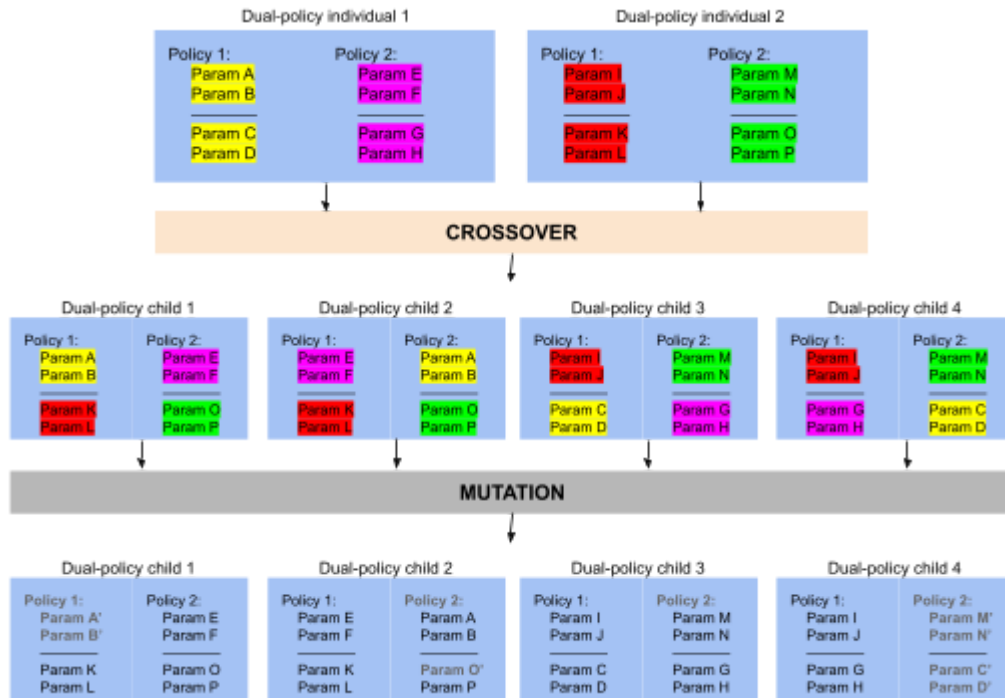 Dual-policy individual 1
Dual-policy individual 2
Policy 1:
Param A
Param B
Param C
Param D
Policy 2:
Param E
Param F
Param G
Param H
Policy 1:
Param I
Param J
Param K
Param L
Policy 2:
Param M
Param N
Param O
Param P
CROSSOVER
Dual-policy child 1
Dual-policy child 2
Dual-policy child 3
Dual-policy child 4
Policy 1:
Param A
Param B
Param K
Param L
Policy 2:
Param E
Param F
Param O
Param P
Policy 1:
Param E
Param F
Param K
Param L
Policy 2:
Param A
Param B
Param O
Param P
Policy 1:
Param I
Param J
Param C
Param D
Policy 2:
Param M
Param N
Param G
Param H
Policy 1:
Param I
Param J
Param G
Param H
Policy 2:
Param M
Param N
Param C
Param D
MUTATION
Dual-policy child 1
Dual-policy child 2
Dual-policy child 3
Dual-policy child 4
Policy 1:
Param A'
Param B'
Param K
Param L
Policy 2:
Param E
Param F
Param O
Param P
Policy 1:
Param E
Param F
Param K
Param L
Policy 2:
Param A
Param B
Param O'
Param P
Policy 1:
Param I
Param J
Param C
Param D
Policy 2:
Param M
Param N
Param G
Param H
Policy 1:
Param I
Param J
Param G
Param H
Policy 2:
Param M'
Param N'
Param C'
Param D'